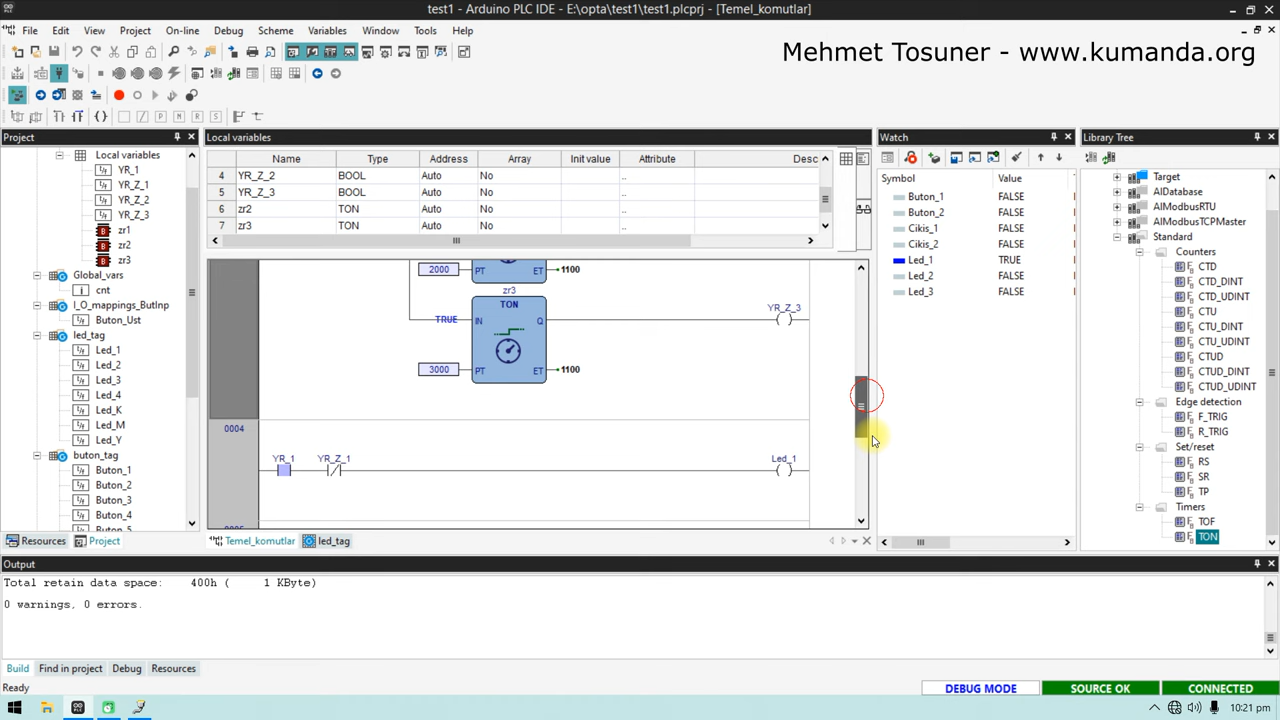 test1 - Arduino PLC IDE - E:\opta\test1\test1.plcprj - [Temel_komutlar]
File Edit View Project On-line Debug Scheme Variables Window Tools Help
Mehmet Tosuner - www.kumanda.org
Project
Local variables
YR_1
YR_Z_1
YR_Z_2
YR_Z_3
zr1
zr2
zr3
Global_vars
cnt
I_O_mappings_ButInp
Buton_Ust
led_tag
Led_1
Led_2
Led_3
Led_4
Led_K
Led_M
Led_Y
buton_tag
Buton_1
Buton_2
Buton_3
Buton_4
Buton_5
Resources Project
Local variables
Name Type Address Array Init value Attribute Desc
4 YR_Z_2 BOOL Auto No ..
5 YR_Z_3 BOOL Auto No ..
6 zr2 TON Auto No ..
7 zr3 TON Auto No ..
2000 PT ET 1100
zr3
TON
YR_Z_3
TRUE IN Q
3000 PT ET 1100
0004
YR_1 YR_Z_1 Led_1
0005
Temel_komutlar led_tag
Watch
Symbol Value
Buton_1 FALSE
Buton_2 FALSE
Cikis_1 FALSE
Cikis_2 FALSE
Led_1 TRUE
Led_2 FALSE
Led_3 FALSE
Library Tree
Target
AlDatabase
AlModbusRTU
AlModbusTCPMaster
Standard
Counters
CTD
CTD_DINT
CTD_UDINT
CTU
CTU_DINT
CTU_UDINT
CTUD
CTUD_DINT
CTUD_UDINT
Edge detection
F_TRIG
R_TRIG
Set/reset
RS
SR
TP
Timers
TOF
TON
Output
Total retain data space: 400h ( 1 KByte)
0 warnings, 0 errors.
Build Find in project Debug Resources
Ready
DEBUG MODE SOURCE OK CONNECTED
10:21 pm